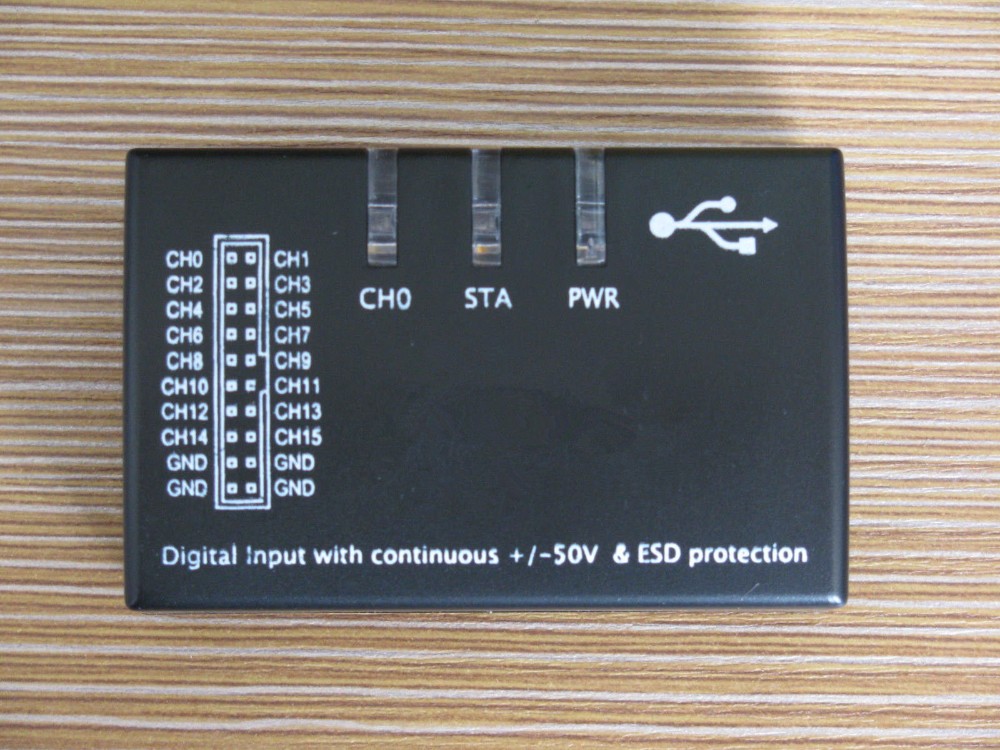 CH0 CH1
CH2 CH3
CH4 CH5
CH6 CH7
CH8 CH9
CH10 CH11
CH12 CH13
CH14 CH15
GND GND
GND GND
CH0 STA PWR
Digital Input with continuous +/-50V & ESD protection